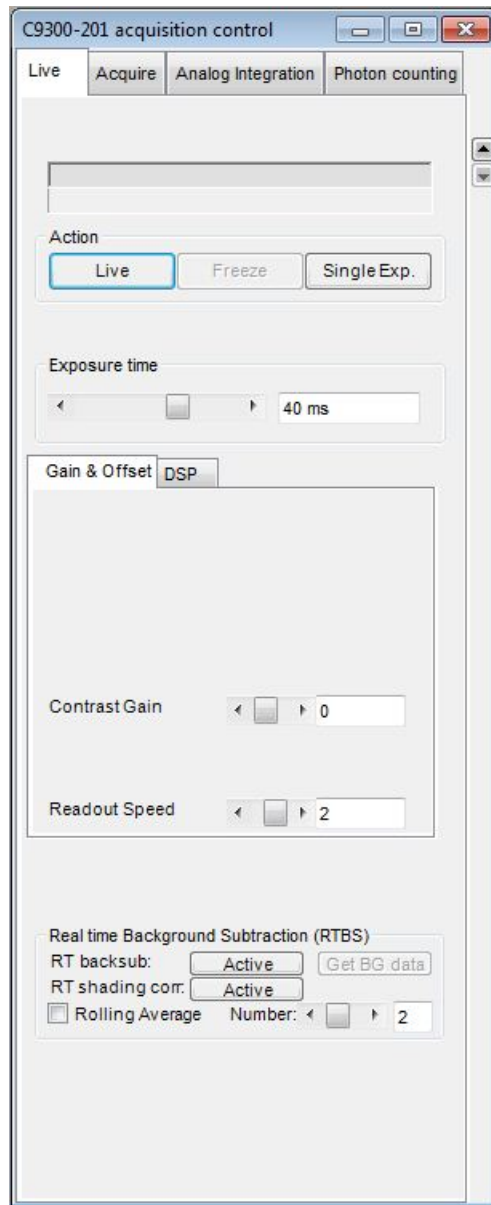 C9300-201 acquisition control
Live Acquire Analog Integration Photon counting
Action
Live Freeze Single Exp.
Exposure time
40 ms
Gain & Offset DSP
Contrast Gain 0
Readout Speed 2
Real time Background Subtraction (RTBS)
RT backsub: Active Get BG data
RT shading corr: Active
Rolling Average Number: 2